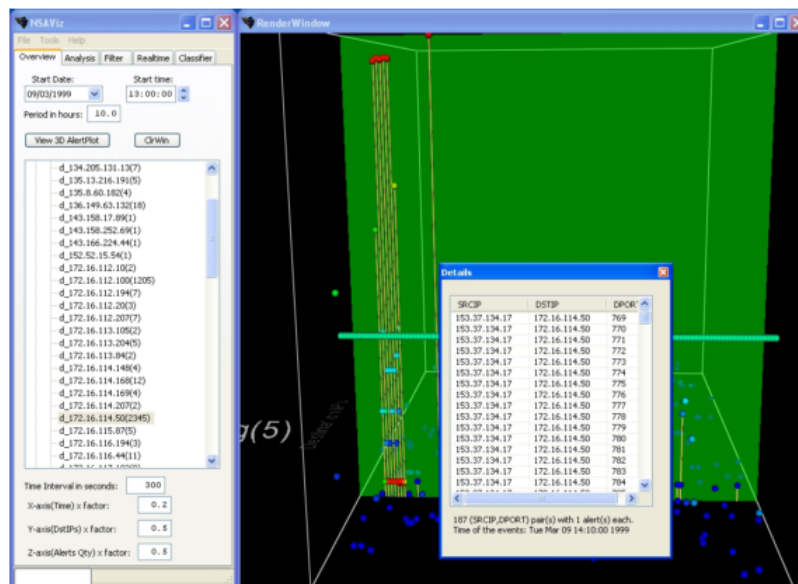 NSAViz
File Tools Help
Overview Analysis Filter Realtime Classifier
Start Date: Start time:
09/03/1999 13:00:00
Period in hours: 10.0
View 3D AlertPlot ClrWin
d_134.205.131.13(7)
d_135.13.216.191(5)
d_135.8.60.182(4)
d_136.149.63.132(18)
d_143.158.17.89(1)
d_143.158.252.69(1)
d_143.166.224.44(1)
d_152.52.15.54(1)
d_172.16.112.10(2)
d_172.16.112.100(1205)
d_172.16.112.194(7)
d_172.16.112.20(3)
d_172.16.112.207(7)
d_172.16.113.105(2)
d_172.16.113.204(5)
d_172.16.113.84(2)
d_172.16.114.148(4)
d_172.16.114.168(12)
d_172.16.114.169(4)
d_172.16.114.207(2)
d_172.16.114.50(2345)
d_172.16.115.87(5)
d_172.16.116.194(3)
d_172.16.116.44(11)
Time Interval in seconds: 300
X-axis(Time) x factor: 0.2
Y-axis(DstIPs) x factor: 0.5
Z-axis(Alerts Qty) x factor: 0.5
RenderWindow
g(5)
Details
SRCIP DSTIP DPORT
153.37.134.17 172.16.114.50 769
153.37.134.17 172.16.114.50 770
153.37.134.17 172.16.114.50 771
153.37.134.17 172.16.114.50 772
153.37.134.17 172.16.114.50 773
153.37.134.17 172.16.114.50 774
153.37.134.17 172.16.114.50 775
153.37.134.17 172.16.114.50 776
153.37.134.17 172.16.114.50 777
153.37.134.17 172.16.114.50 778
153.37.134.17 172.16.114.50 779
153.37.134.17 172.16.114.50 780
153.37.134.17 172.16.114.50 781
153.37.134.17 172.16.114.50 782
153.37.134.17 172.16.114.50 783
153.37.134.17 172.16.114.50 784
187 (SRCIP,DPORT) pair(s) with 1 alert(s) each.
Time of the events: Tue Mar 09 14:10:00 1999